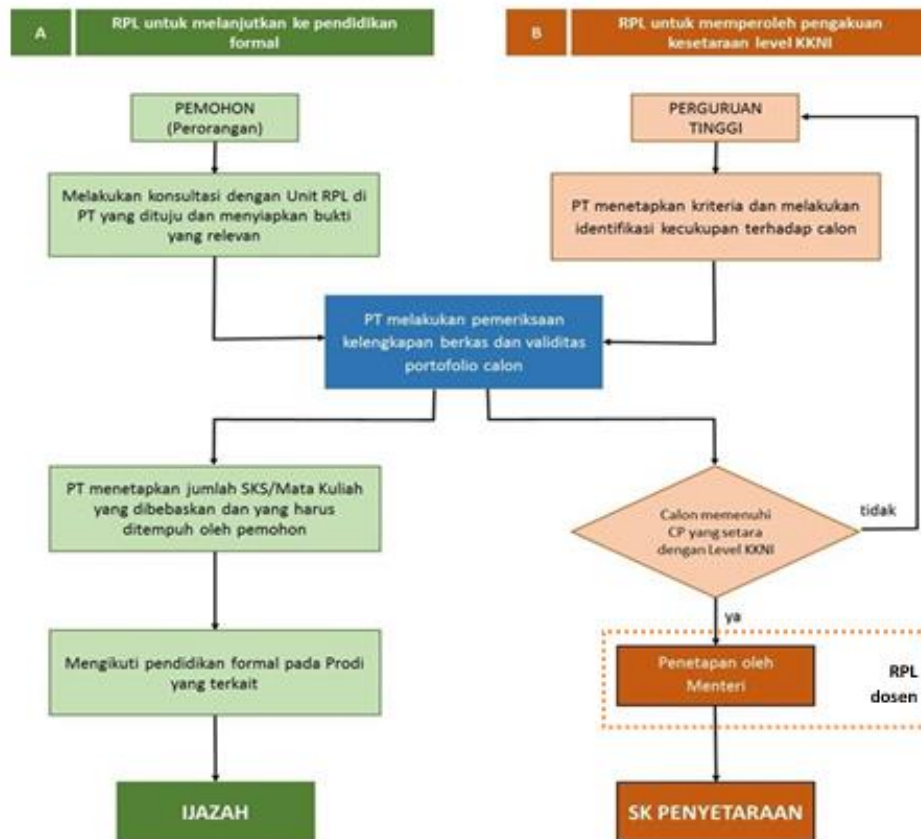 A
RPL untuk melanjutkan ke pendidikan
formal
B
RPL untuk memperoleh pengakuan
kesetaraan level KKNI
PEMOHON
(Perorangan)
PERGURUAN
TINGGI
Melakukan konsultasi dengan Unit RPL di
PT yang dituju dan menyiapkan bukti
yang relevan
PT menetapkan kriteria dan melakukan
identifikasi kecukupan terhadap calon
PT melakukan pemeriksaan
kelengkapan berkas dan validitas
portofolio calon
PT menetapkan jumlah SKS/Mata Kuliah
yang dibebaskan dan yang harus
ditempuh oleh pemohon
Calon memenuhi
CP yang setara
dengan Level KKNI
tidak
ya
Mengikuti pendidikan formal pada Prodi
yang terkait
Penetapan oleh
Menteri
RPL
dosen
IJAZAH
SK PENYETARAAN